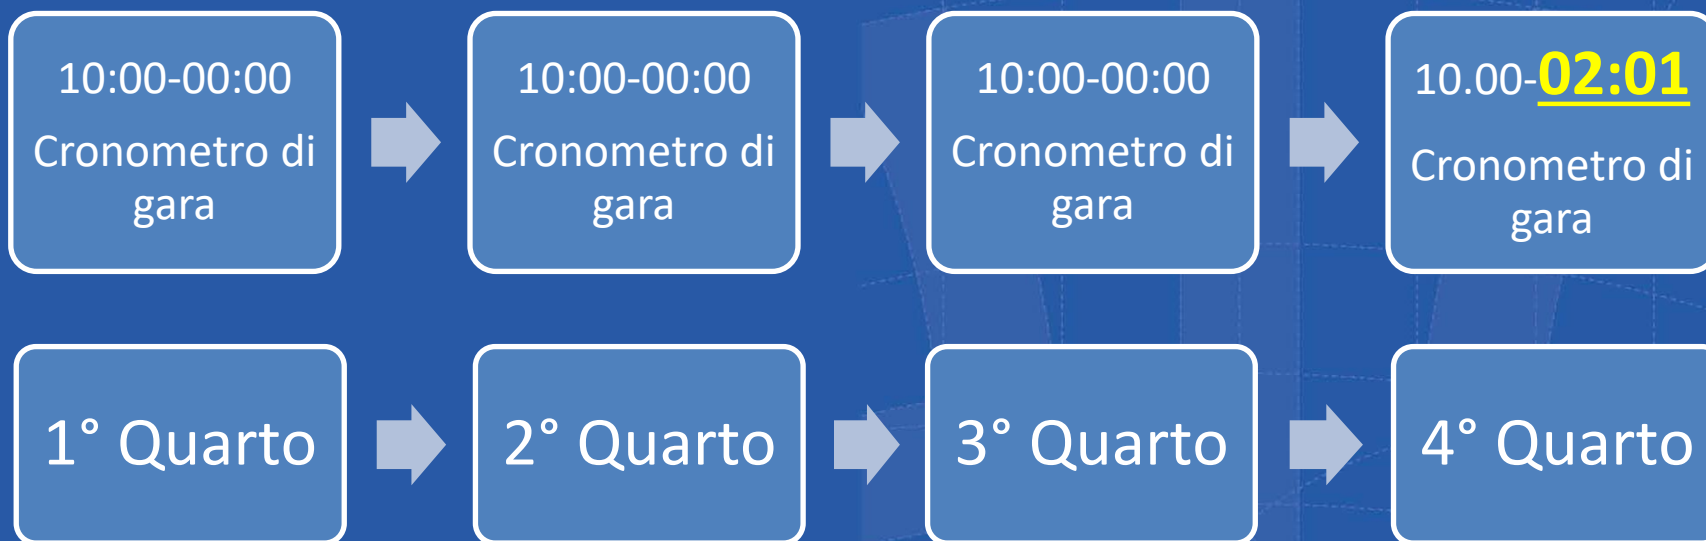 10:00-00:00
Cronometro di
gara
10:00-00:00
Cronometro di
gara
10:00-00:00
Cronometro di
gara
10.00-02:01
Cronometro di
gara
1° Quarto
2° Quarto
3° Quarto
4° Quarto